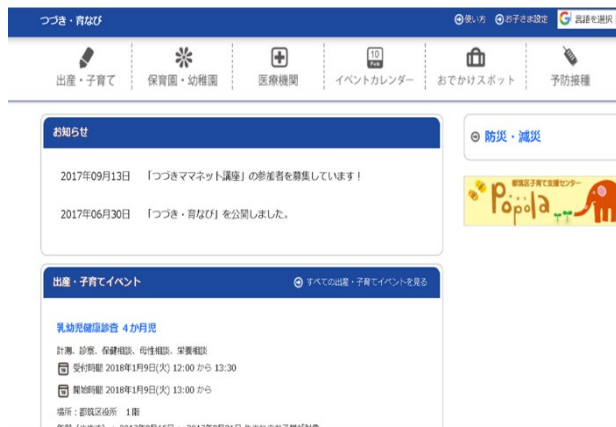 つづき・育なび
使い方 お子さま設定 言語を選択
出産・子育て 保育園・幼稚園 医療機関 イベントカレンダー おでかけスポット 予防接種
お知らせ
防災・減災
2017年09月13日 「つづきママネット講座」の参加者を募集しています！
2017年06月30日 「つづき・育なび」を公開しました。
都筑区子育て支援センター
Popola
出産・子育てイベント すべての出産・子育てイベントを見る
乳幼児健康診査 4か月児
計測、診察、保健相談、母性相談、栄養相談
受付時間 2018年1月9日(火) 12:00 から 13:30
開始時間 2018年1月9日(火) 13:00 から
場所：都筑区役所 1階